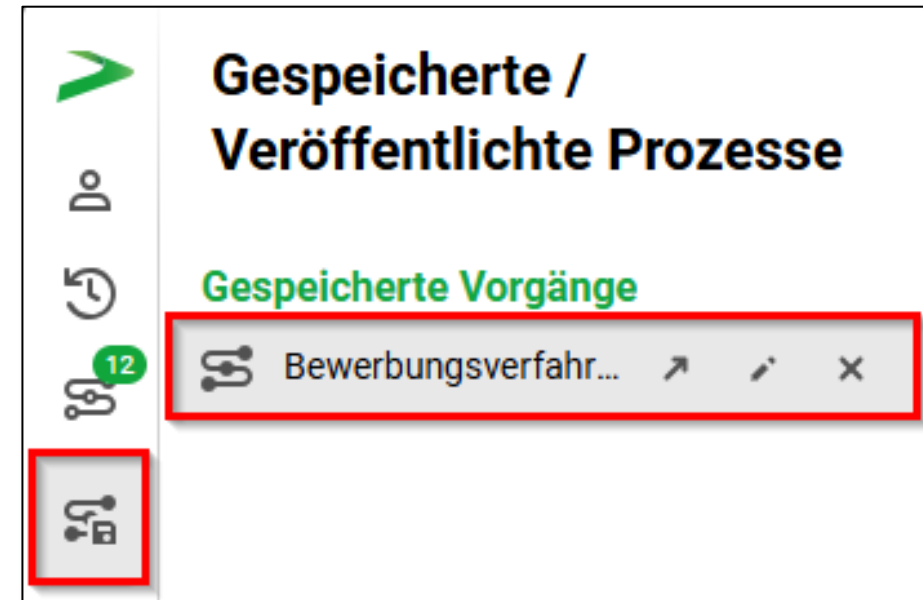 Gespeicherte /
Veröffentlichte Prozesse
Gespeicherte Vorgänge
12
Bewerbungsverfahr...